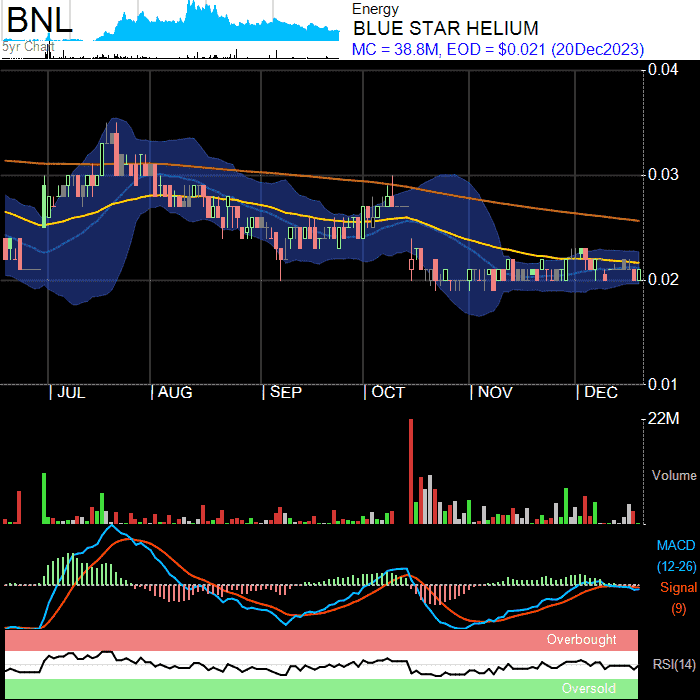 BNL
5yr Chart
Energy
BLUE STAR HELIUM
MC = 38.8M, EOD = $0.021 (20Dec2023)
0.04
0.03
0.02
0.01
| JUL | AUG | SEP | OCT | NOV | DEC
22M
Volume
MACD
(12-26)
Signal
(9)
Overbought
RSI(14)
Oversold